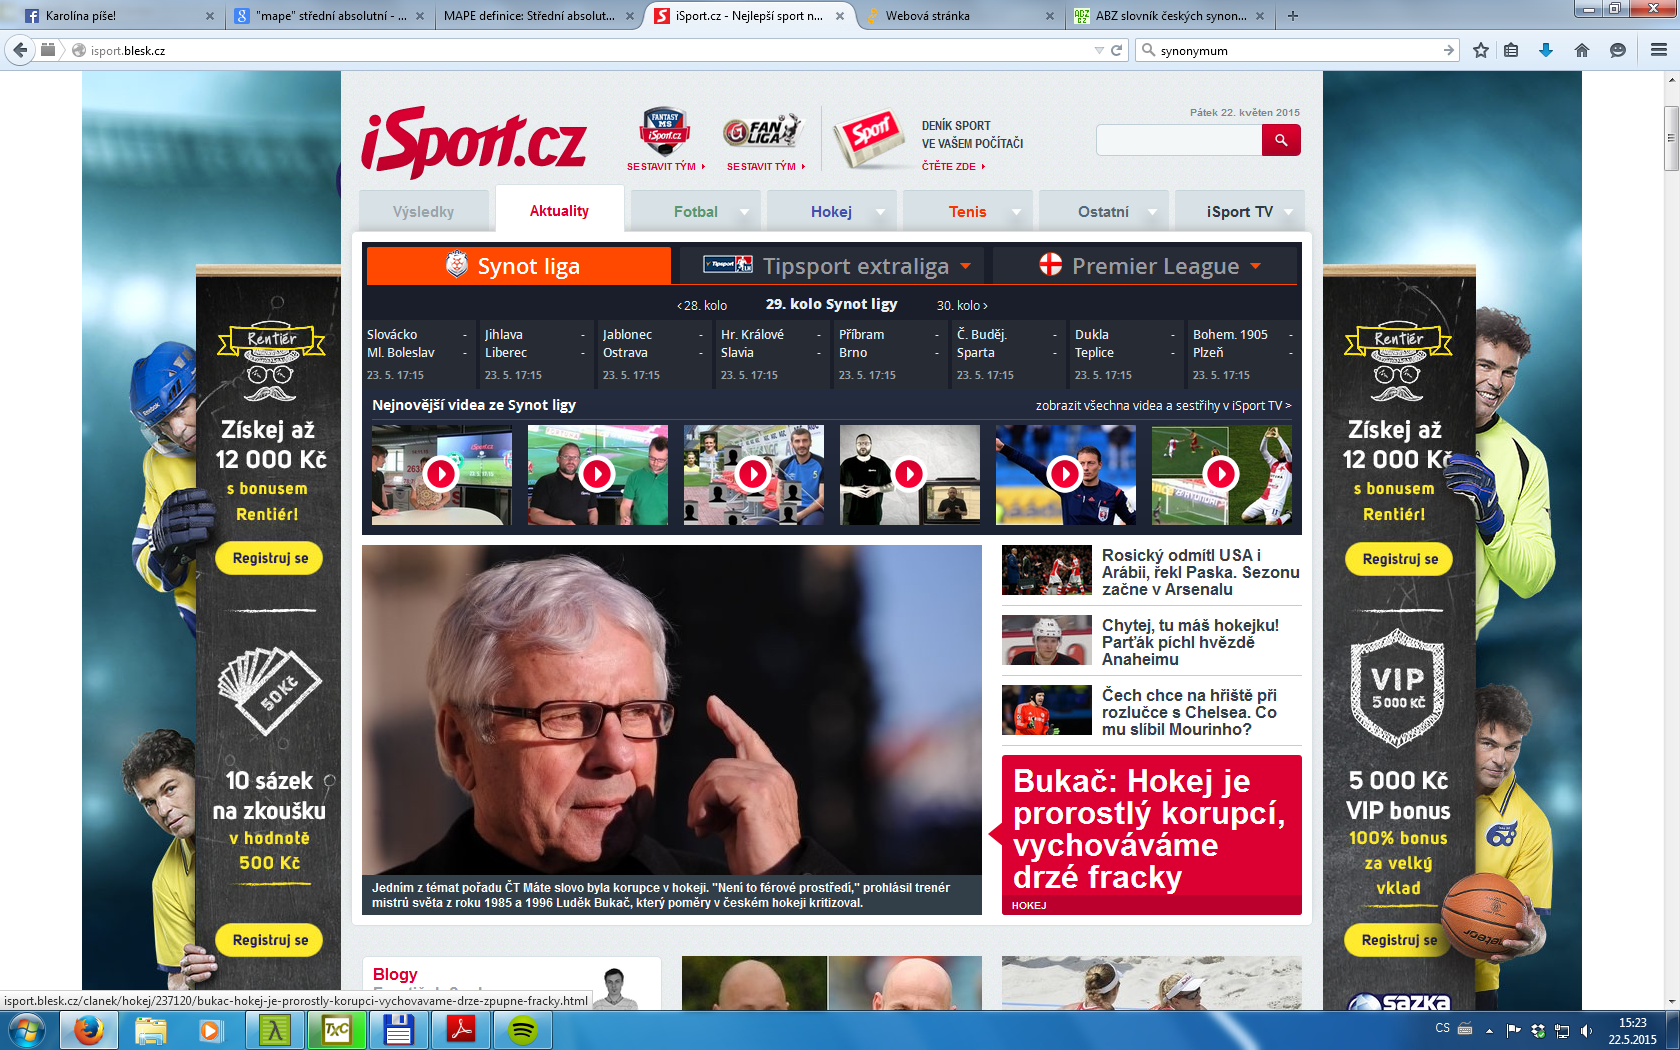 Karolína píše!
"mape" střední absolutní - ...
MAPE definice: Střední absolut...
iSport.cz - Nejlepší sport n...
Webová stránka
ABZ slovník českých synon...
isport.blesk.cz
synonymum
iSport.cz
FANTASY MS
iSport.cz
SESTAVIT TÝM
FAN LIGA
SESTAVIT TÝM
Sport
DENÍK SPORT
VE VAŠEM POČÍTAČI
ČTĚTE ZDE
Pátek 22. květen 2015
Výsledky
Aktuality
Fotbal
Hokej
Tenis
Ostatní
iSport TV
Synot liga
Tipsport extraliga
Premier League
‹ 28. kolo
29. kolo Synot ligy
30. kolo ›
Slovácko -
Ml. Boleslav -
23. 5. 17:15
Jihlava -
Liberec -
23. 5. 17:15
Jablonec -
Ostrava -
23. 5. 17:15
Hr. Králové -
Slavia -
23. 5. 17:15
Příbram -
Brno -
23. 5. 17:15
Č. Buděj. -
Sparta -
23. 5. 17:15
Dukla -
Teplice -
23. 5. 17:15
Bohem. 1905 -
Plzeň -
23. 5. 17:15
Nejnovější videa ze Synot ligy
zobrazit všechna videa a sestřihy v iSport TV >
Jedním z témat pořadu ČT Máte slovo byla korupce v hokeji. "Není to férové prostředí," prohlásil trenér
mistrů světa z roku 1985 a 1996 Luděk Bukač, který poměry v českém hokeji kritizoval.
Rosický odmítl USA i
Arábii, řekl Paska. Sezonu
začne v Arsenalu
Chytej, tu máš hokejku!
Parťák píchl hvězdě
Anaheimu
Čech chce na hřiště při
rozlučce s Chelsea. Co
mu slíbil Mourinho?
Bukač: Hokej je
prorostlý korupcí,
vychováváme
drzé fracky
HOKEJ
Blogy
Rentiér
Získej až
12 000 Kč
s bonusem
Rentiér!
Registruj se
50 Kč
10 sázek
na zkoušku
v hodnotě
500 Kč
Registruj se
Rentiér
Získej až
12 000 Kč
s bonusem
Rentiér!
Registruj se
VIP
5 000 KČ
5 000 Kč
VIP bonus
100% bonus
za velký
vklad
Registruj se
68
meteor
SAZKA
isport.blesk.cz/clanek/hokej/237120/bukac-hokej-je-prorostly-korupci-vychovavame-drze-zpupne-fracky.html
TXC
CS
15:23
22.5.2015